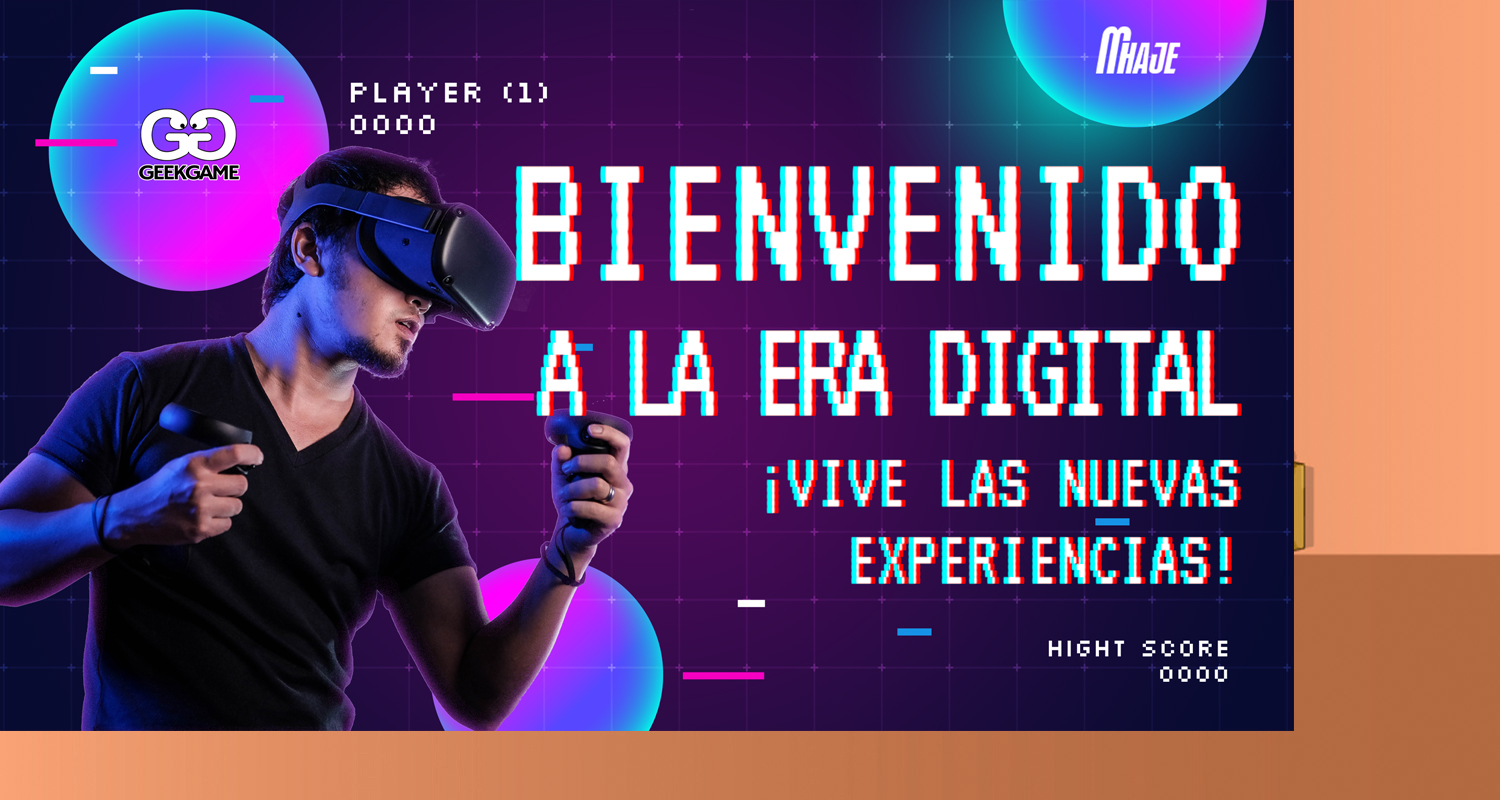 MHAJE
PLAYER (1)
0000
GEEKGAME
BIENVENIDO
A LA ERA DIGITAL
¡VIVE LAS NUEVAS
EXPERIENCIAS!
HIGHT SCORE
0000